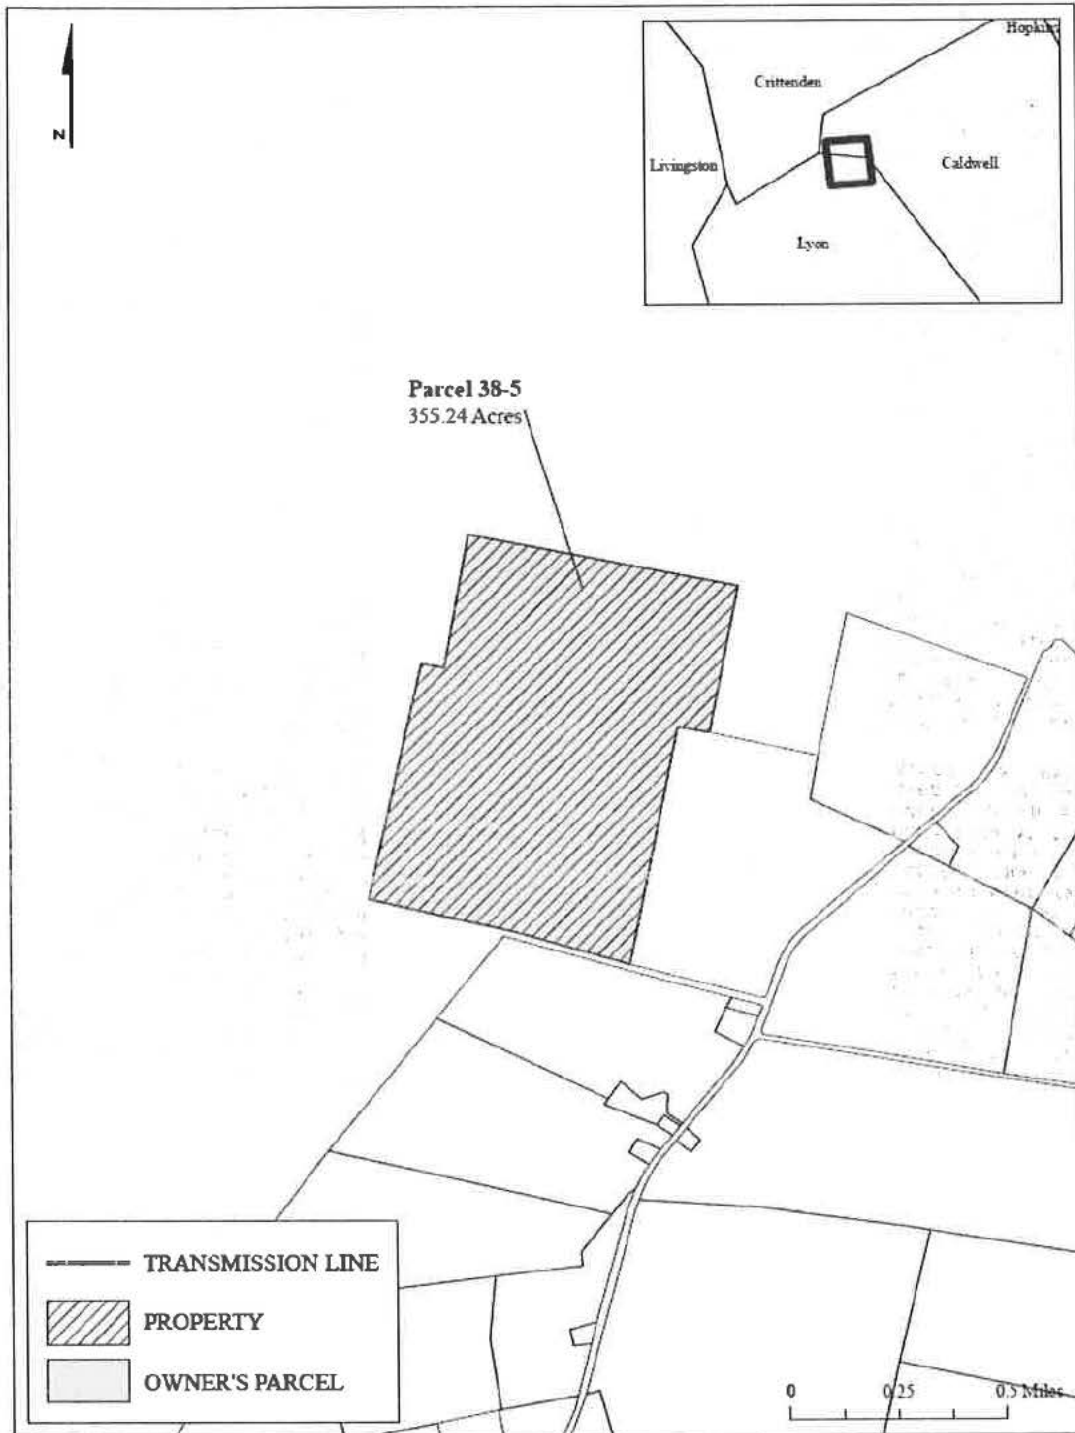 N
Hopkins
Crittenden
Livingston
Caldwell
Lyon
Parcel 38-5
355.24 Acres
TRANSMISSION LINE
PROPERTY
OWNER'S PARCEL
0 0.25 0.5 Miles